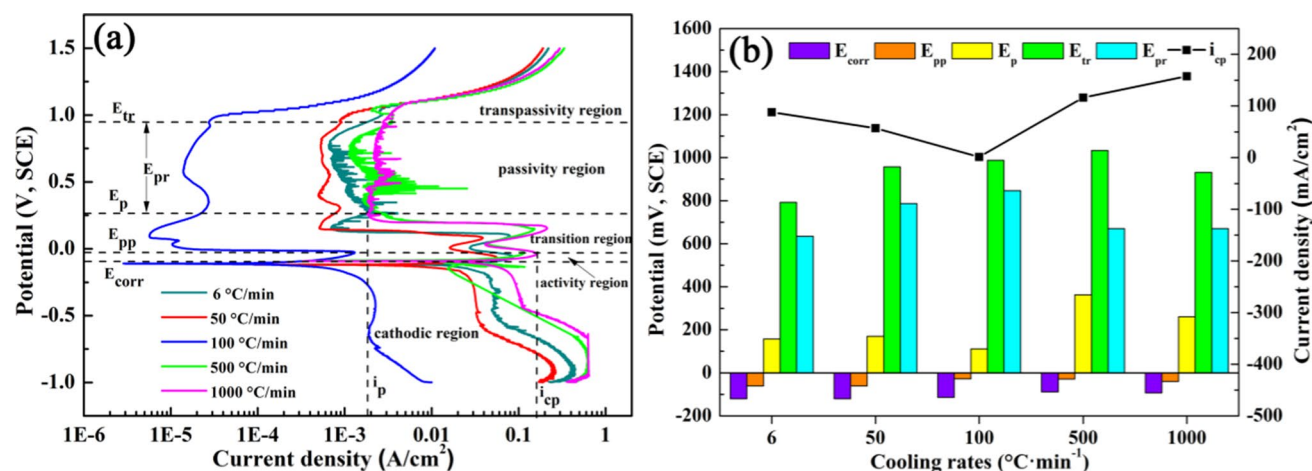 (a)
Potential (V, SCE)
1.5
1.0
0.5
0.0
-0.5
-1.0
E_tr
E_pr
E_p
E_pp
E_corr
transpassivity region
passivity region
transition region
activity region
cathodic region
6 °C/min
50 °C/min
100 °C/min
500 °C/min
1000 °C/min
i_p
i_cp
1E-6 1E-5 1E-4 1E-3 0.01 0.1 1
Current density (A/cm²)
(b)
Potential (mV, SCE)
1600
1400
1200
1000
800
600
400
200
0
-200
E_corr E_pp E_p E_tr E_pr i_cp
200
100
0
-100
-200
-300
-400
-500
Current density (mA/cm²)
6 50 100 500 1000
Cooling rates (°C·min⁻¹)